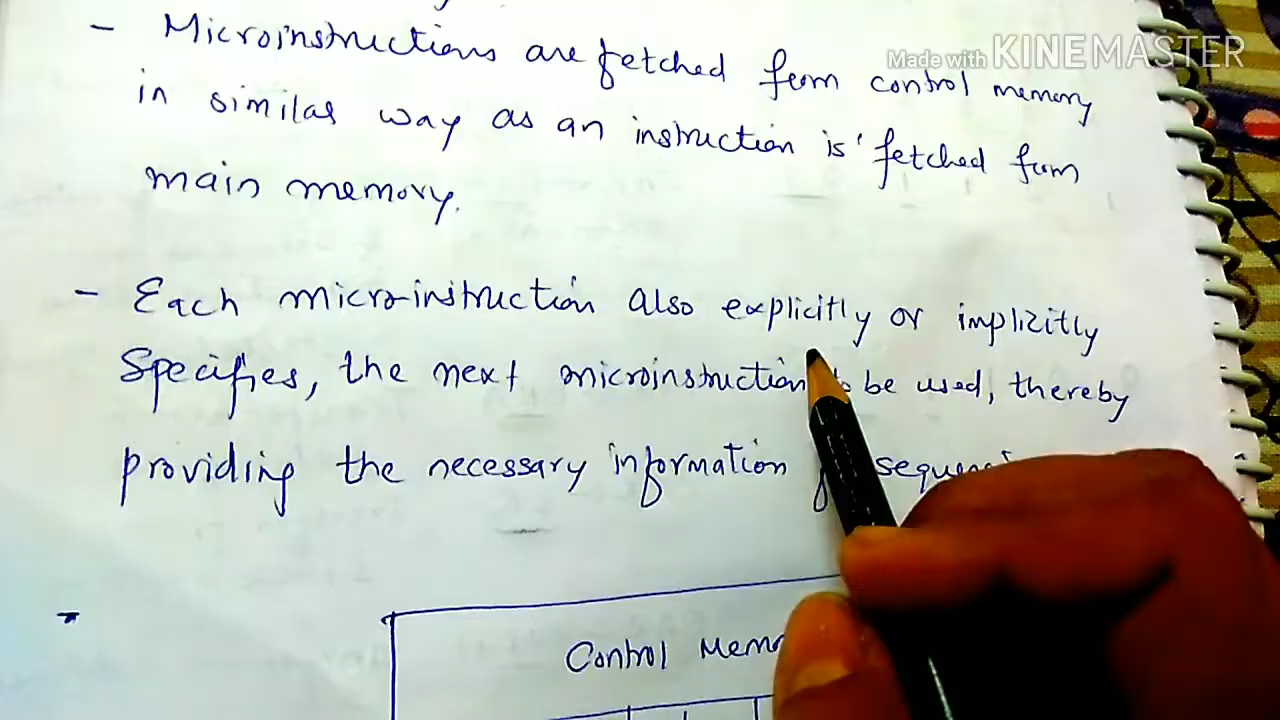 Made with KINEMASTER
- Microinstructions are fetched from control memory
in similar way as an instruction is fetched from
main memory.
- Each micro-instruction also explicitly or implicitly
Specifies, the next microinstruction be used, thereby
providing the necessary information
Control